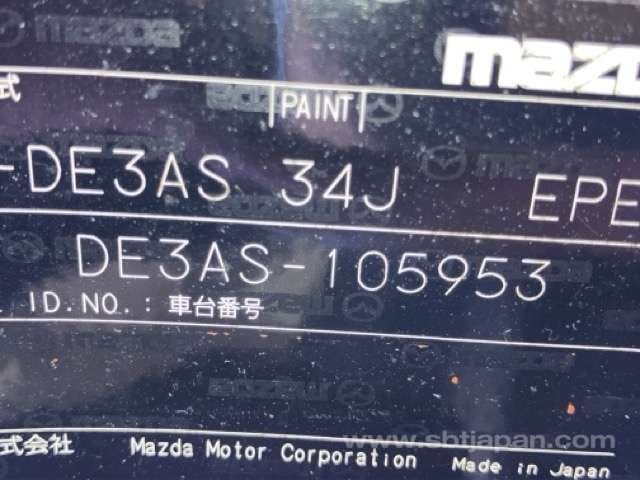 mazda
mazda
式
PAINT
-DE3AS 34J EPE
DE3AS-105953
ID.NO.: 車台番号
式会社 Mazda Motor Corporation Made in Japan
www.sbtjapan.com